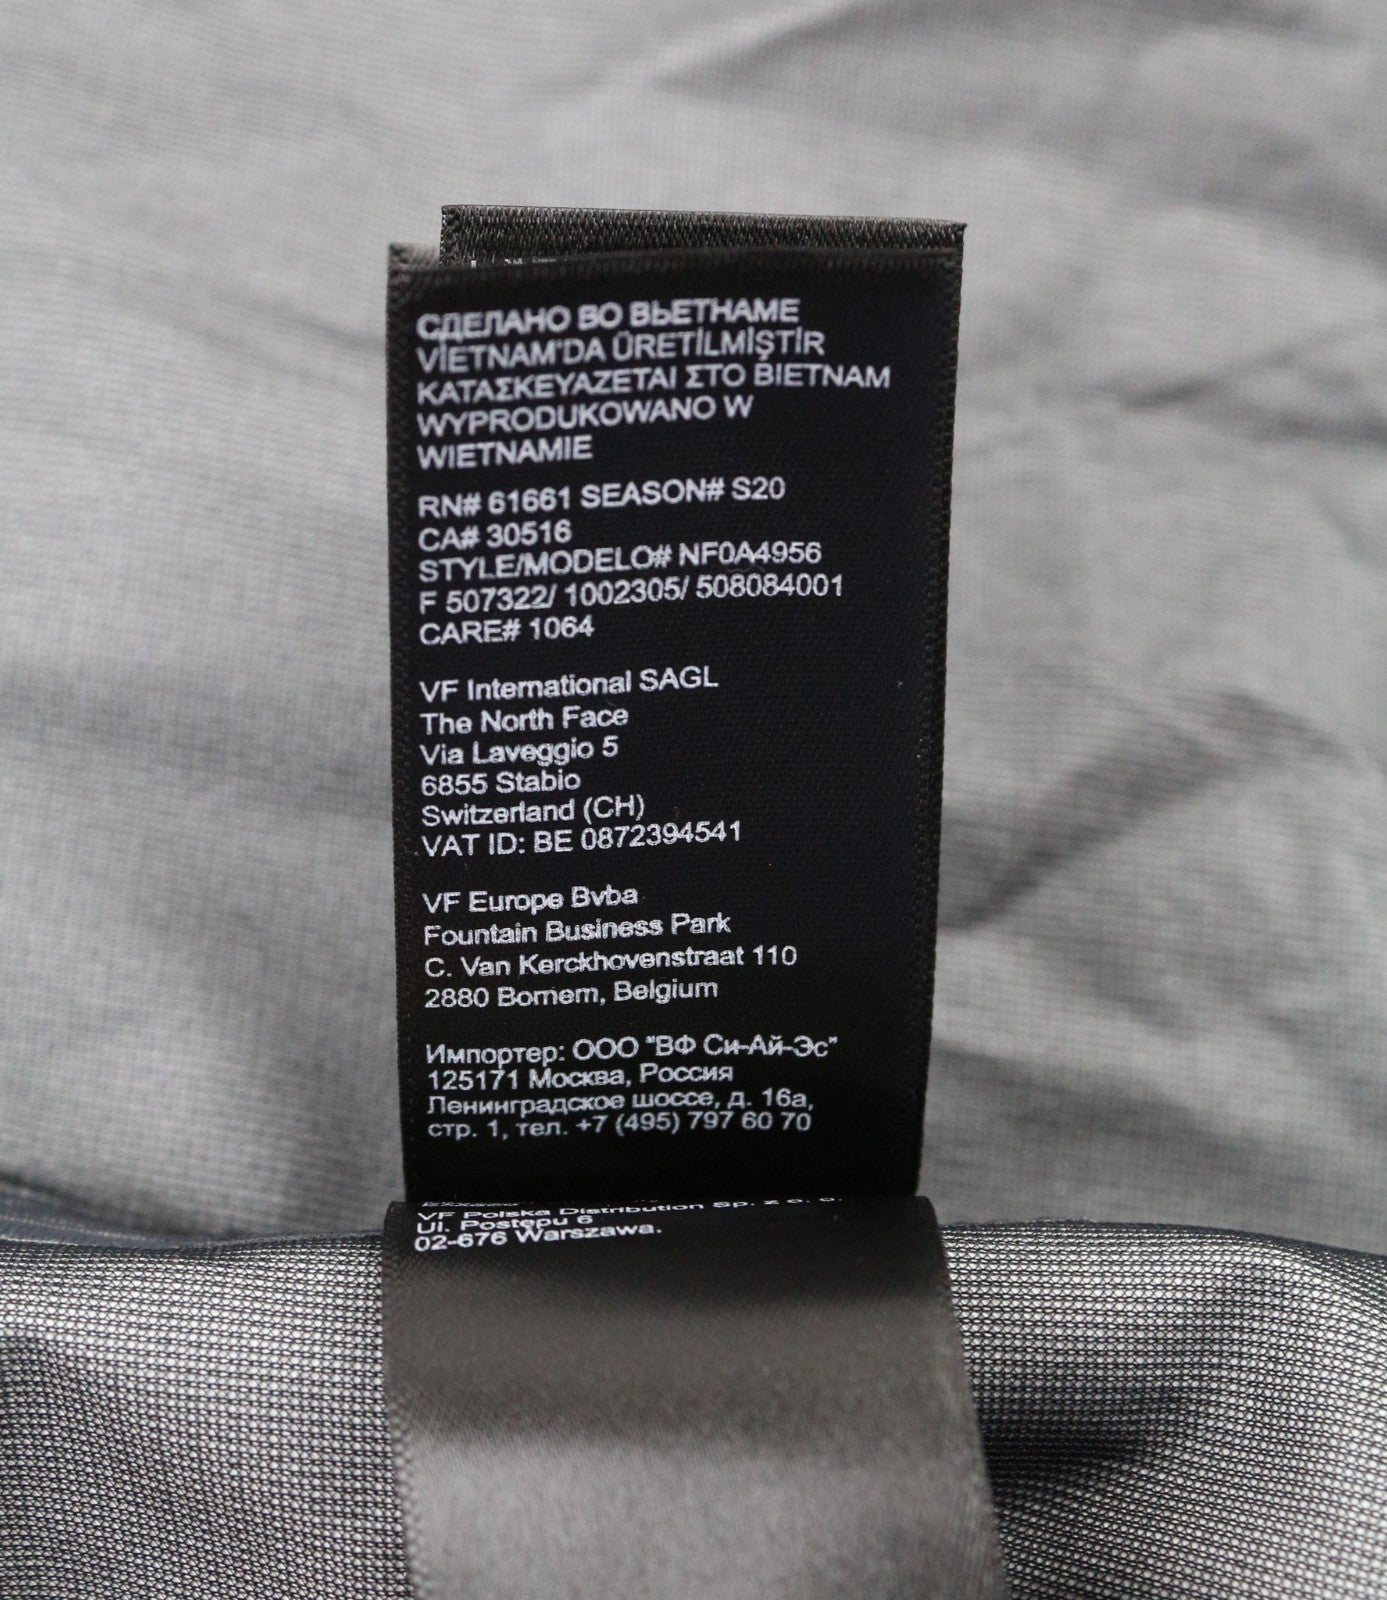 СДЕЛАНО ВО ВЬЕТНАМЕ
VİETNAM'DA ÜRETİLMİŞTİR
ΚΑΤΑΣΚΕΥΑΖΕΤΑΙ ΣΤΟ ΒΙΕΤΝΑΜ
WYPRODUKOWANO W
WIETNAMIE
RN# 61661 SEASON# S20
CA# 30516
STYLE/MODELO# NF0A4956
F 507322/ 1002305/ 508084001
CARE# 1064
VF International SAGL
The North Face
Via Laveggio 5
6855 Stabio
Switzerland (CH)
VAT ID: BE 0872394541
VF Europe Bvba
Fountain Business Park
C. Van Kerckhovenstraat 110
2880 Bornem, Belgium
Импортер: ООО "ВФ Си-Ай-Эс"
125171 Москва, Россия
Ленинградское шоссе, д. 16а,
стр. 1, тел. +7 (495) 797 60 70
VF Polska Distribution Sp. z o. o.
Ul. Postępu 6
02-676 Warszawa.